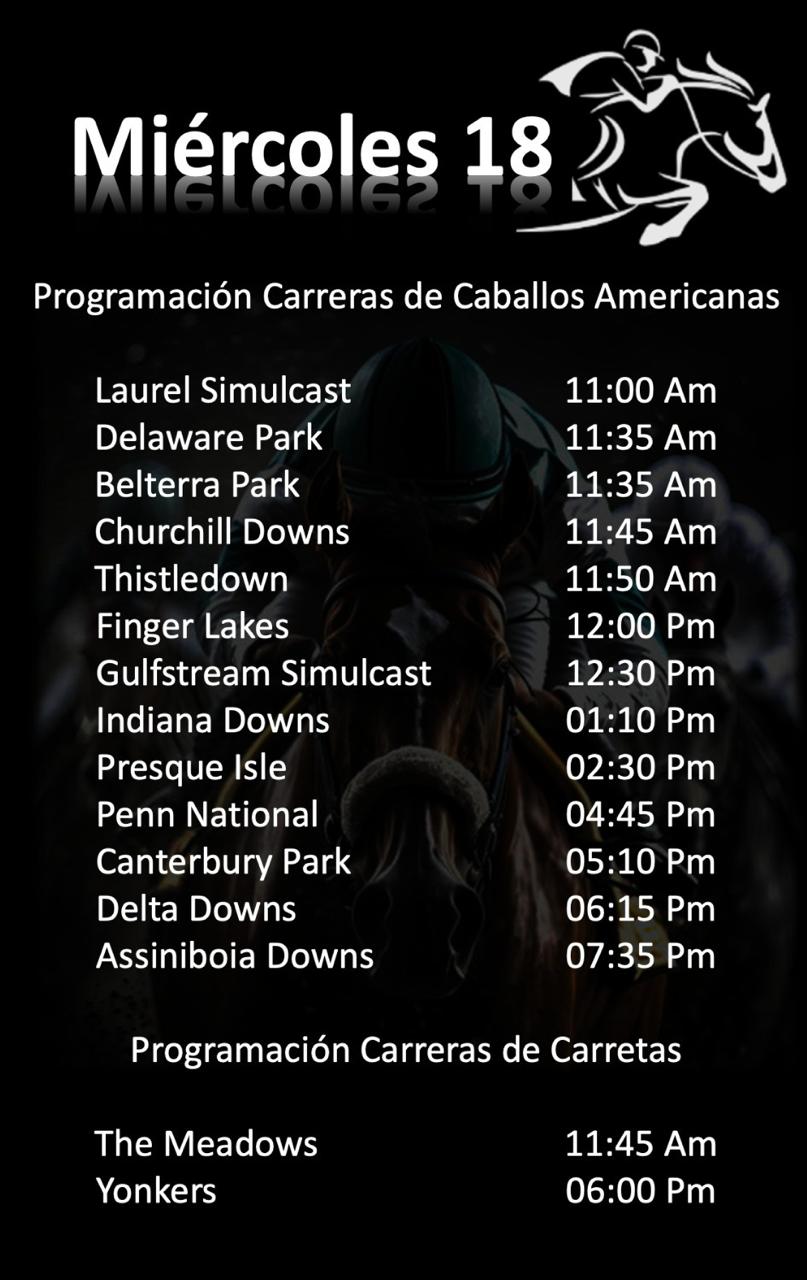 Miércoles 18
Programación Carreras de Caballos Americanas
Laurel Simulcast 11:00 Am
Delaware Park 11:35 Am
Belterra Park 11:35 Am
Churchill Downs 11:45 Am
Thistledown 11:50 Am
Finger Lakes 12:00 Pm
Gulfstream Simulcast 12:30 Pm
Indiana Downs 01:10 Pm
Presque Isle 02:30 Pm
Penn National 04:45 Pm
Canterbury Park 05:10 Pm
Delta Downs 06:15 Pm
Assiniboia Downs 07:35 Pm
Programación Carreras de Carretas
The Meadows 11:45 Am
Yonkers 06:00 Pm